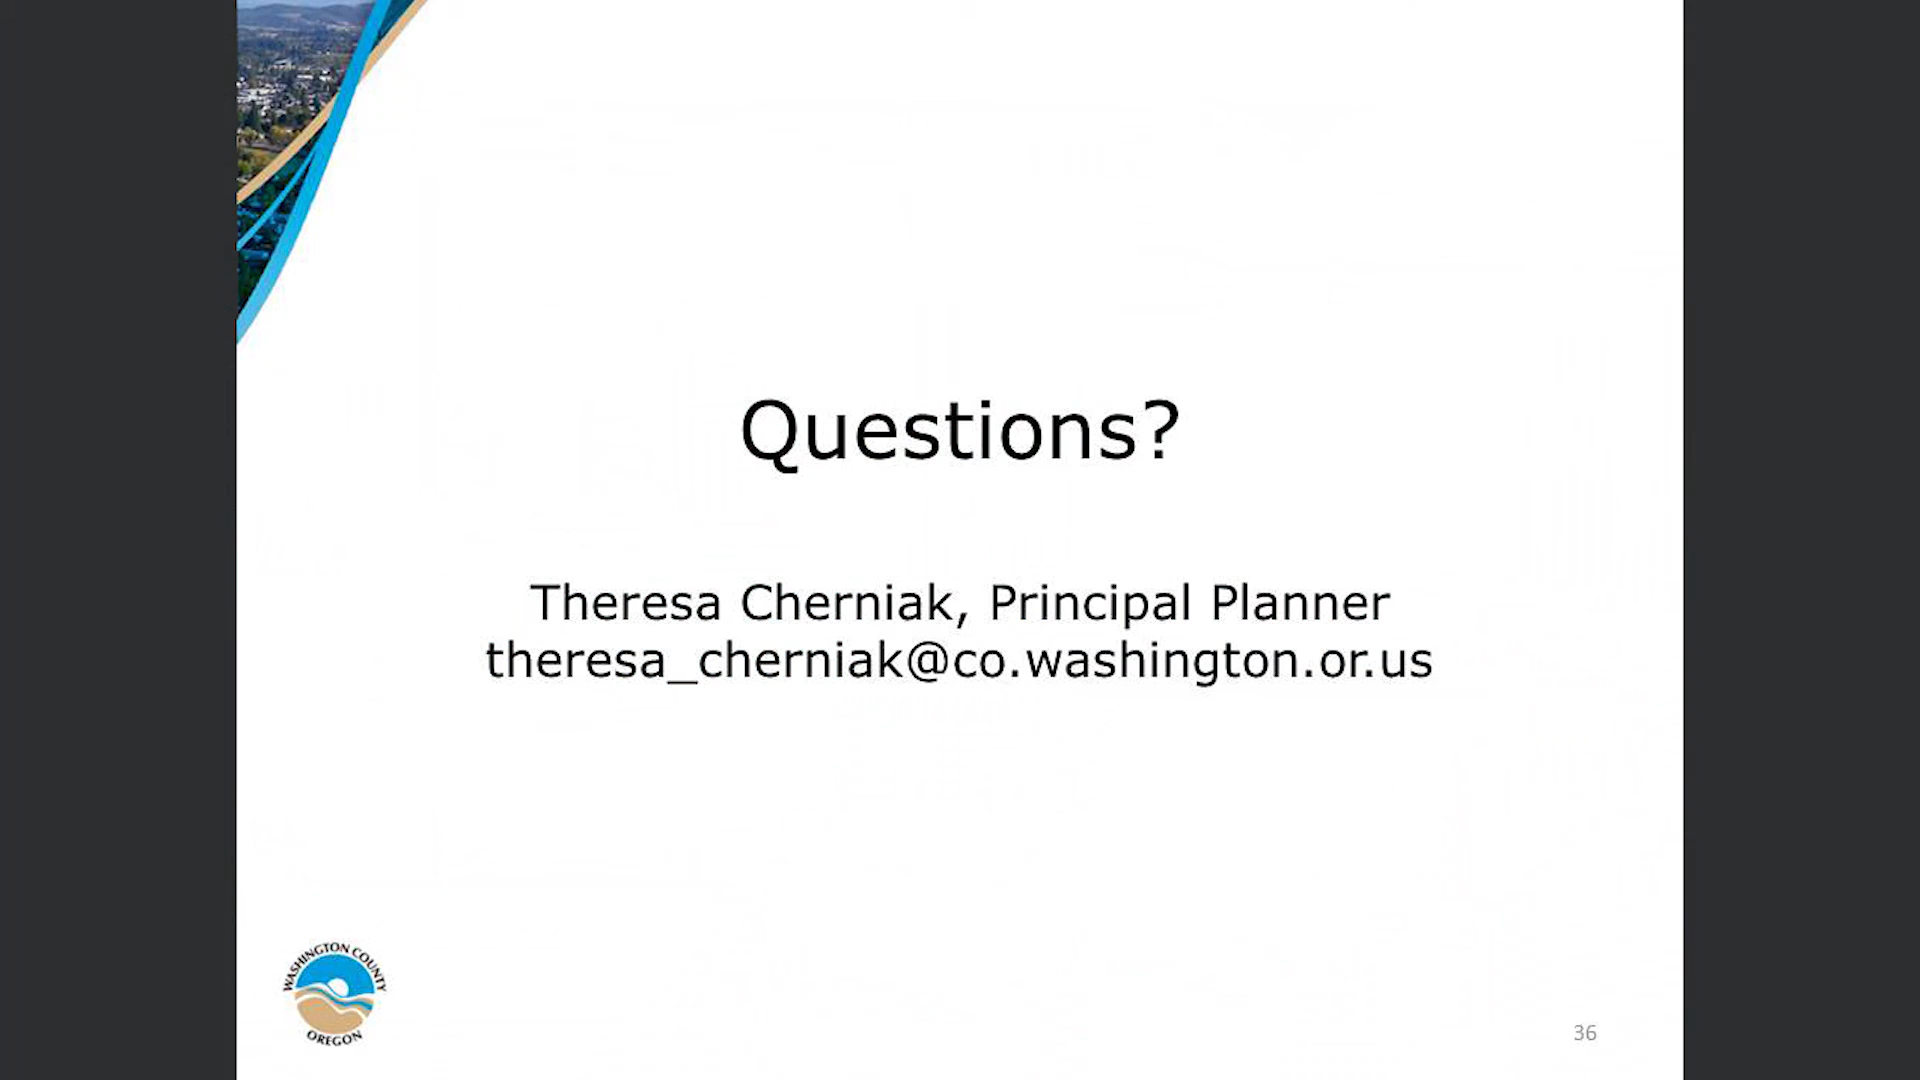 Questions?
Theresa Cherniak, Principal Planner
theresa_cherniak@co.washington.or.us
WASHINGTON COUNTY
OREGON
36